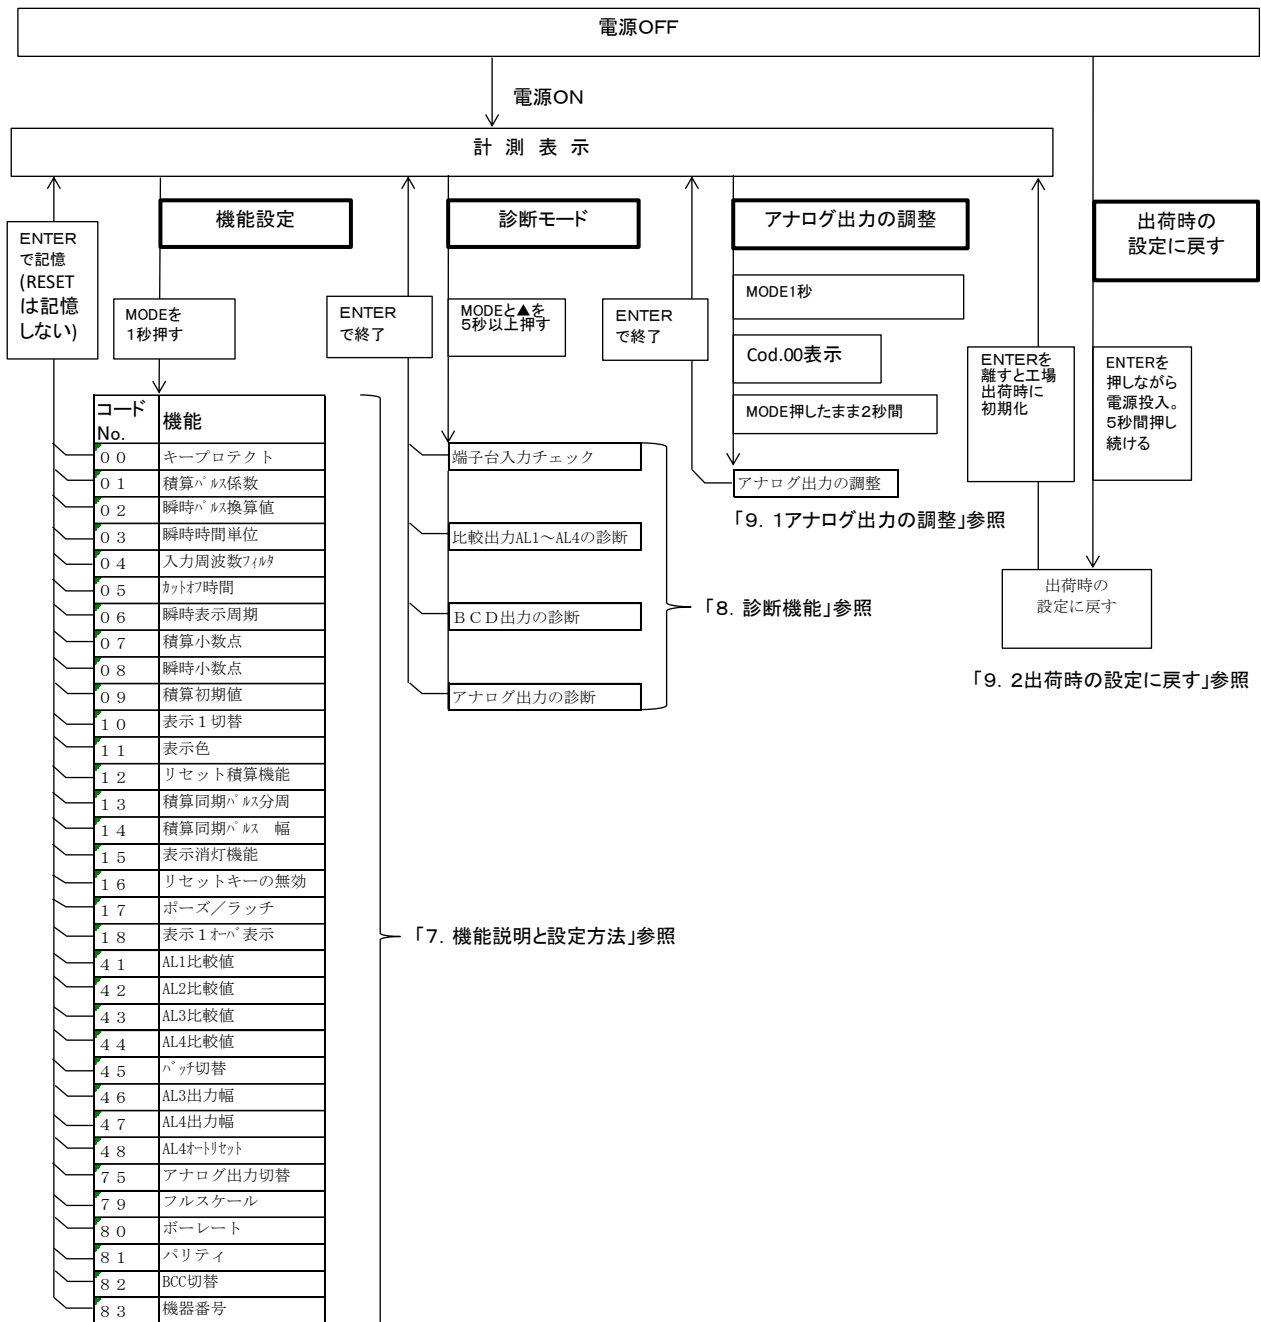 電源OFF
電源ON
計 測 表 示
機能設定
診断モード
アナログ出力の調整
出荷時の
設定に戻す
ENTER
で記憶
(RESET
は記憶
しない)
MODEを
1秒押す
ENTER
で終了
MODEと▲を
5秒以上押す
ENTER
で終了
MODE1秒
Cod.00表示
MODE押したまま2秒間
ENTERを
離すと工場
出荷時に
初期化
ENTERを
押しながら
電源投入。
5秒間押し
続ける
コード
No.
機能
00 キープロテクト
01 積算パルス係数
02 瞬時パルス換算値
03 瞬時時間単位
04 入力周波数フィルタ
05 カットオフ時間
06 瞬時表示周期
07 積算小数点
08 瞬時小数点
09 積算初期値
10 表示1切替
11 表示色
12 リセット積算機能
13 積算同期パルス分周
14 積算同期パルス 幅
15 表示消灯機能
16 リセットキーの無効
17 ポーズ/ラッチ
18 表示1オーバ表示
41 AL1比較値
42 AL2比較値
43 AL3比較値
44 AL4比較値
45 バッチ切替
46 AL3出力幅
47 AL4出力幅
48 AL4オートリセット
75 アナログ出力切替
79 フルスケール
80 ボーレート
81 パリティ
82 BCC切替
83 機器番号
「7. 機能説明と設定方法」参照
端子台入力チェック
比較出力AL1~AL4の診断
BCD出力の診断
アナログ出力の診断
「8. 診断機能」参照
アナログ出力の調整
「9. 1アナログ出力の調整」参照
出荷時の
設定に戻す
「9. 2出荷時の設定に戻す」参照